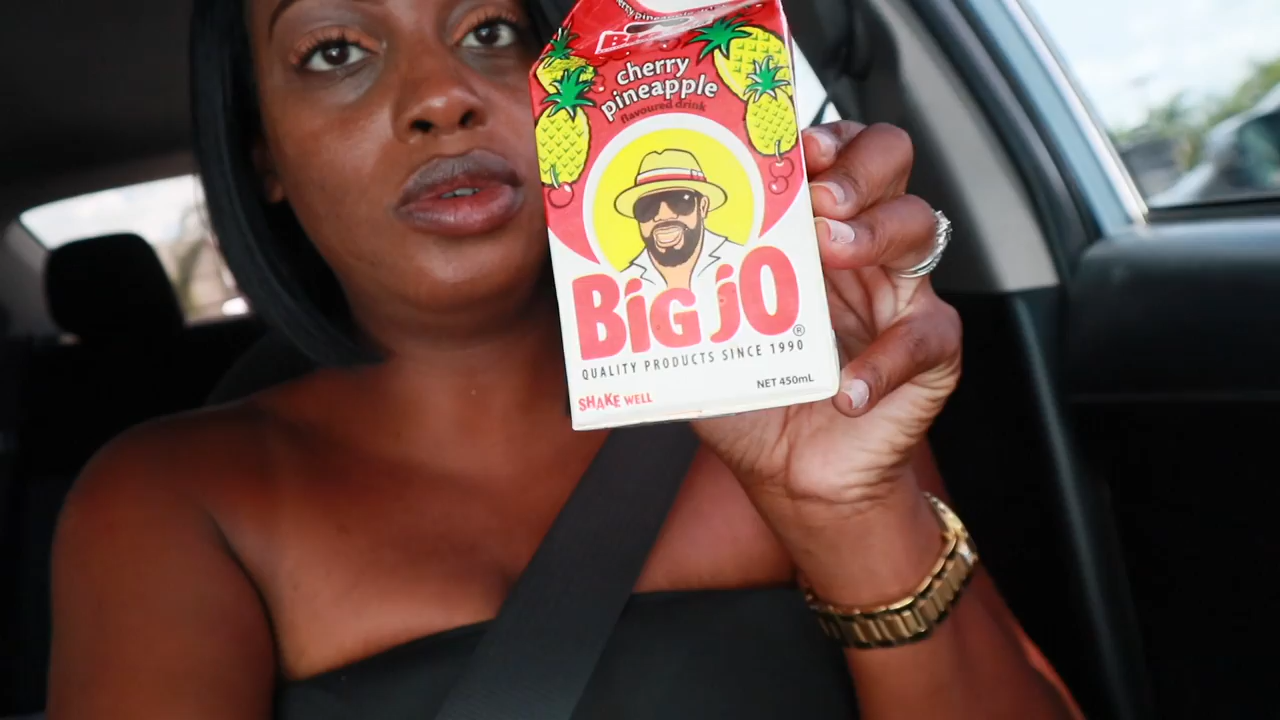 cherry
pineapple
flavoured drink
BiG jO®
QUALITY PRODUCTS SINCE 1990
NET 450mL
SHAKE WELL